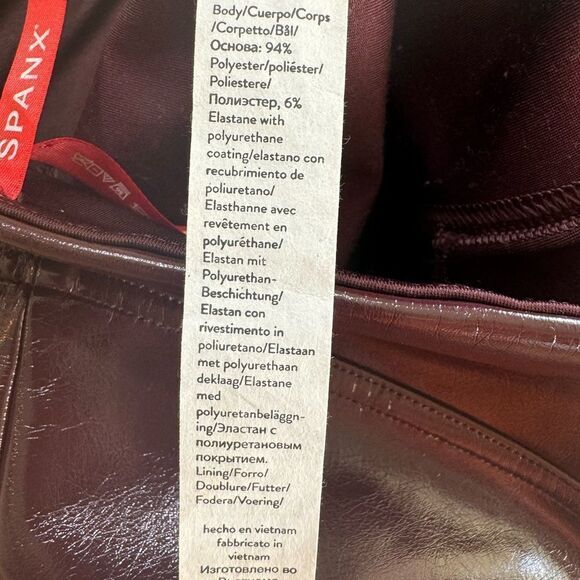 SPANX
Body/Cuerpo/Corps
/Corpetto/Bål/
Основа: 94%
Polyester/poliéster/
Poliestere/
Полиэстер, 6%
Elastane with
polyurethane
coating/elastano con
recubrimiento de
poliuretano/
Elasthanne avec
revêtement en
polyuréthane/
Elastan mit
Polyurethan-
Beschichtung/
Elastan con
rivestimento in
poliuretano/Elastaan
met polyurethaan
deklaag/Elastane
med
polyuretanbeläggn-
ing/Эластан с
полиуретановым
покрытием.
Lining/Forro/
Doublure/Futter/
Fodera/Voering/
hecho en vietnam
fabbricato in
vietnam
Изготовлено во